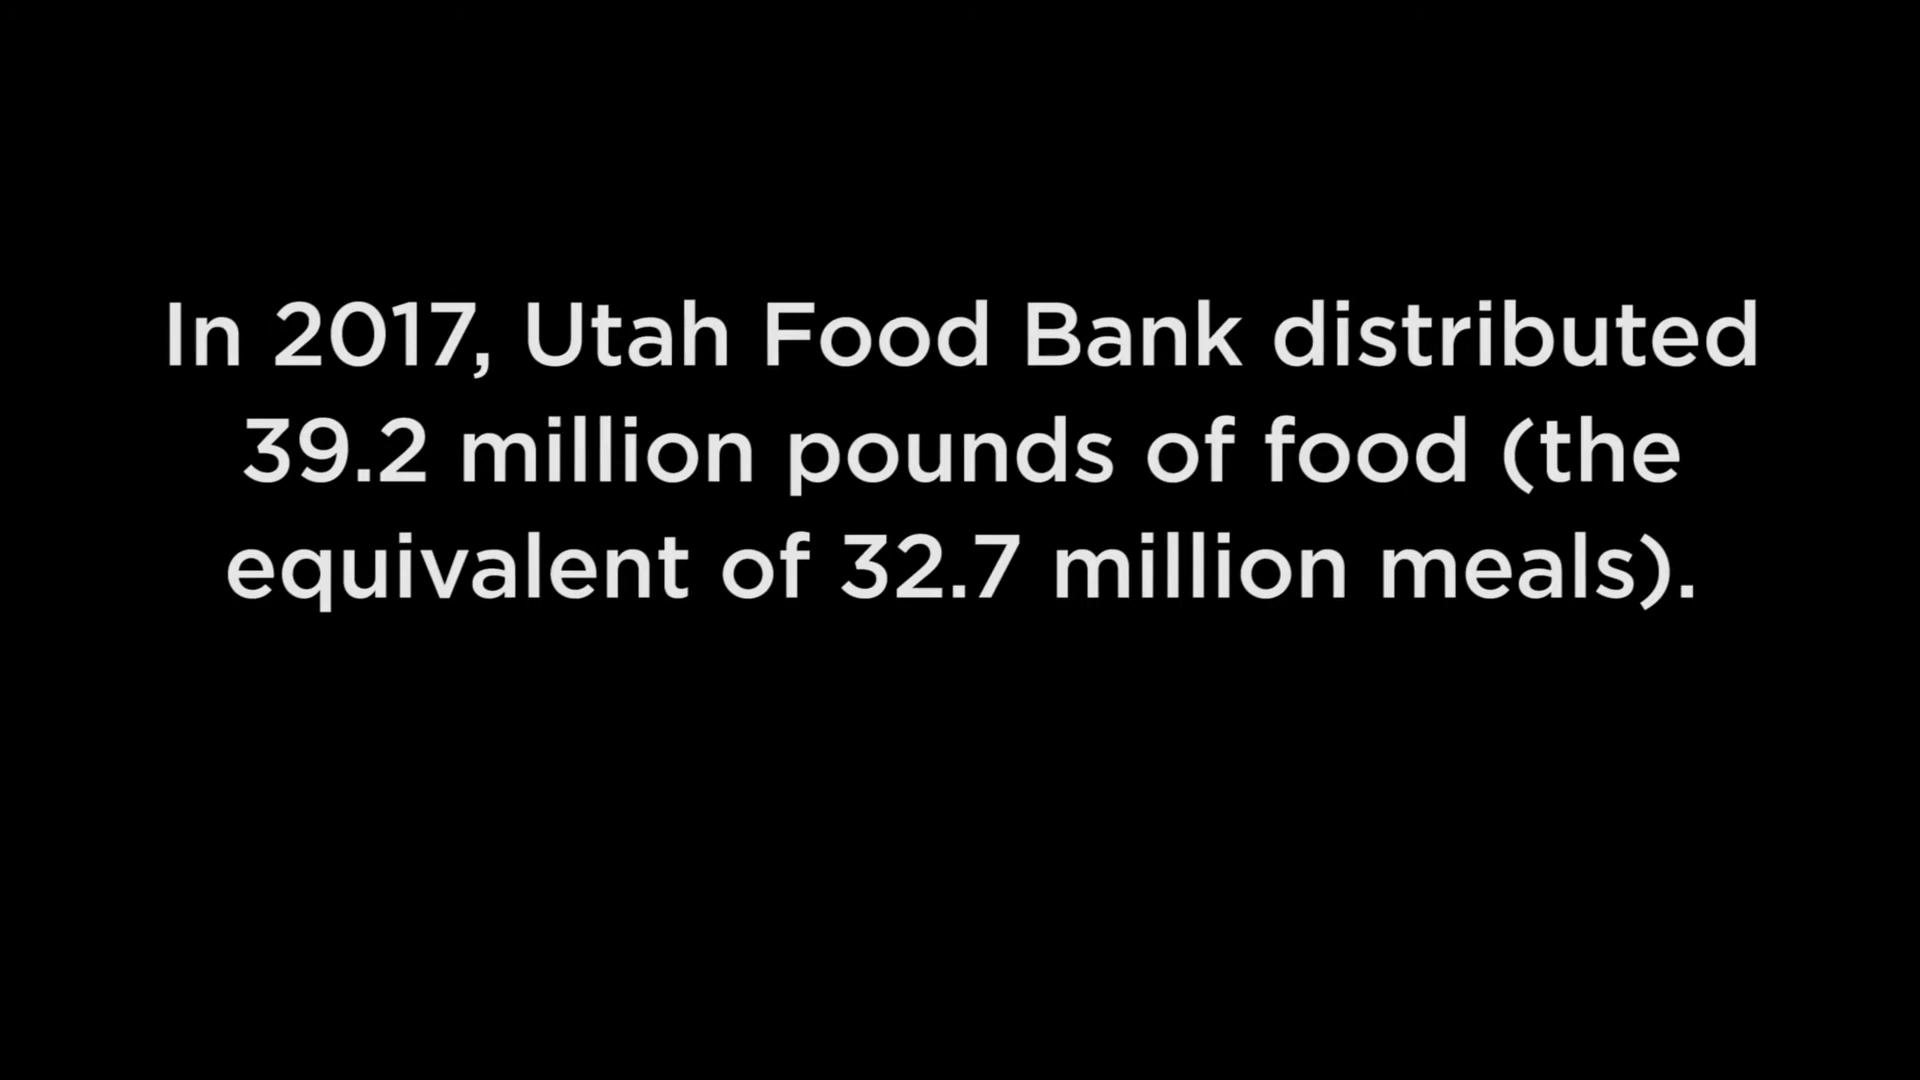 In 2017, Utah Food Bank distributed
39.2 million pounds of food (the
equivalent of 32.7 million meals).